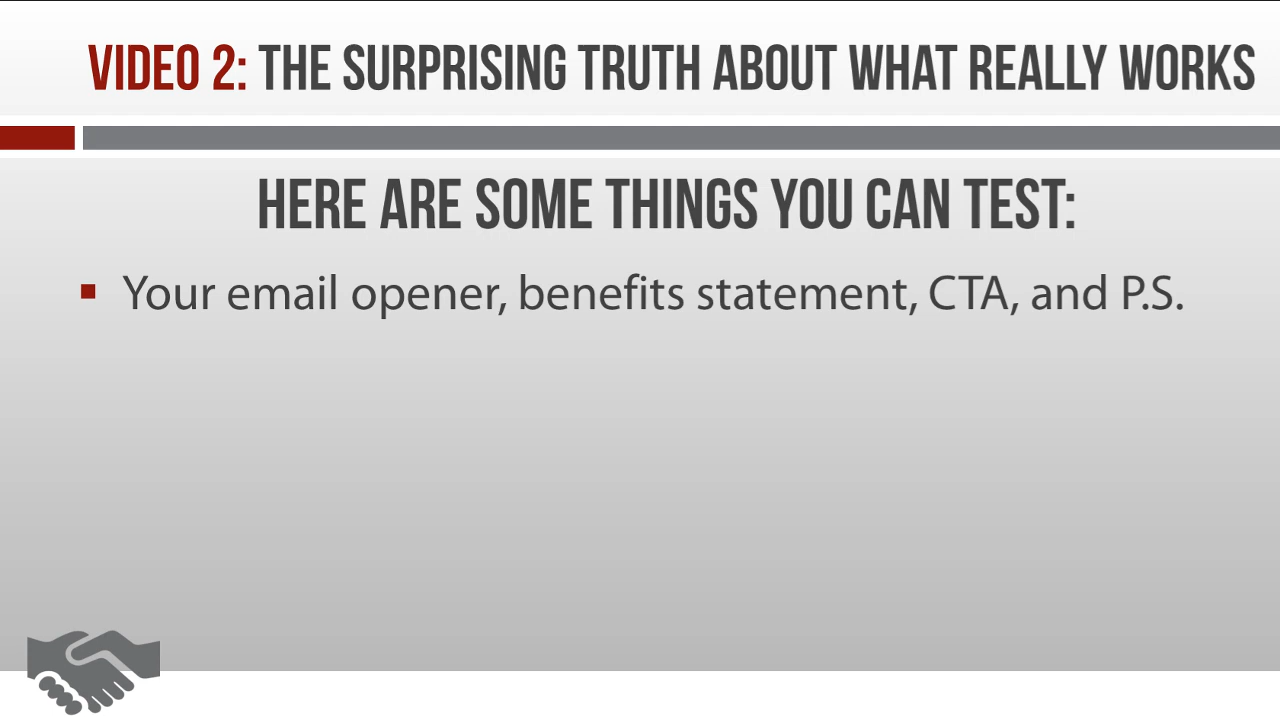 VIDEO 2: THE SURPRISING TRUTH ABOUT WHAT REALLY WORKS
HERE ARE SOME THINGS YOU CAN TEST:
Your email opener, benefits statement, CTA, and P.S.